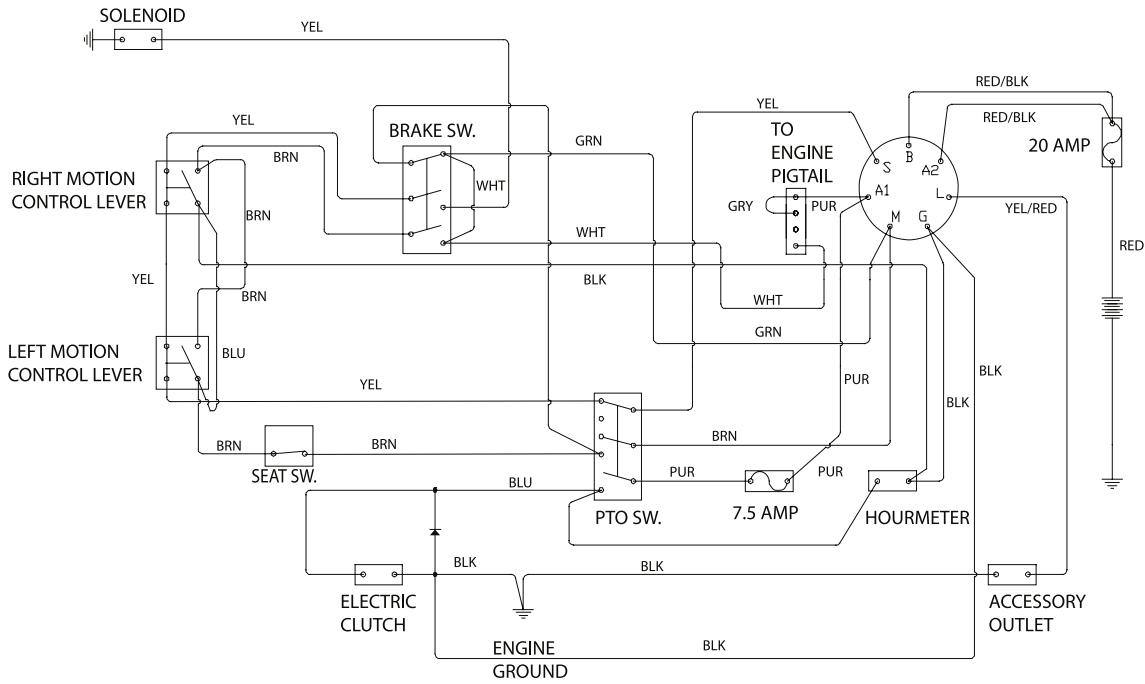 SOLENOID
YEL
RED/BLK
RED/BLK
YEL
YEL
BRAKE SW.
TO
ENGINE
PIGTAIL
20 AMP
GRN
BRN
B
S
A2
RIGHT MOTION
CONTROL LEVER
WHT
A1
L
GRY
PUR
YEL/RED
BRN
M
G
WHT
RED
YEL
BLK
BRN
WHT
GRN
LEFT MOTION
CONTROL LEVER
BLU
BLK
PUR
YEL
BLK
BRN
BRN
BRN
SEAT SW.
BLU
PUR
PUR
PTO SW.
7.5 AMP
HOURMETER
BLK
BLK
ELECTRIC
CLUTCH
ACCESSORY
OUTLET
ENGINE
GROUND
BLK